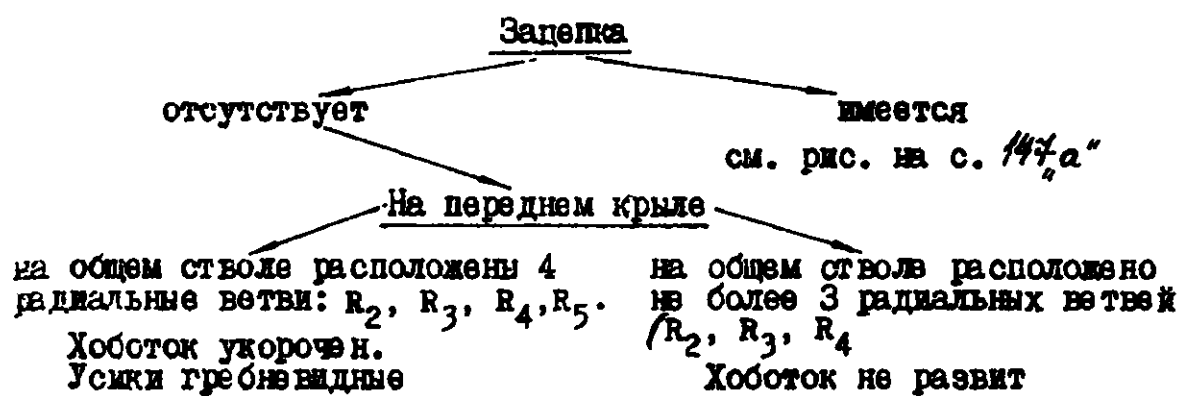 Зацепка
отсутствует имеется
см. рис. на с. 147„а"
На переднем крыле
на общем стволе расположены 4 на общем стволе расположено
радиальные ветви: R2, R3, R4,R5. не более 3 радиальных ветвей
(R2, R3, R4
Хоботок укорочен.
Усики гребневидные Хоботок не развит